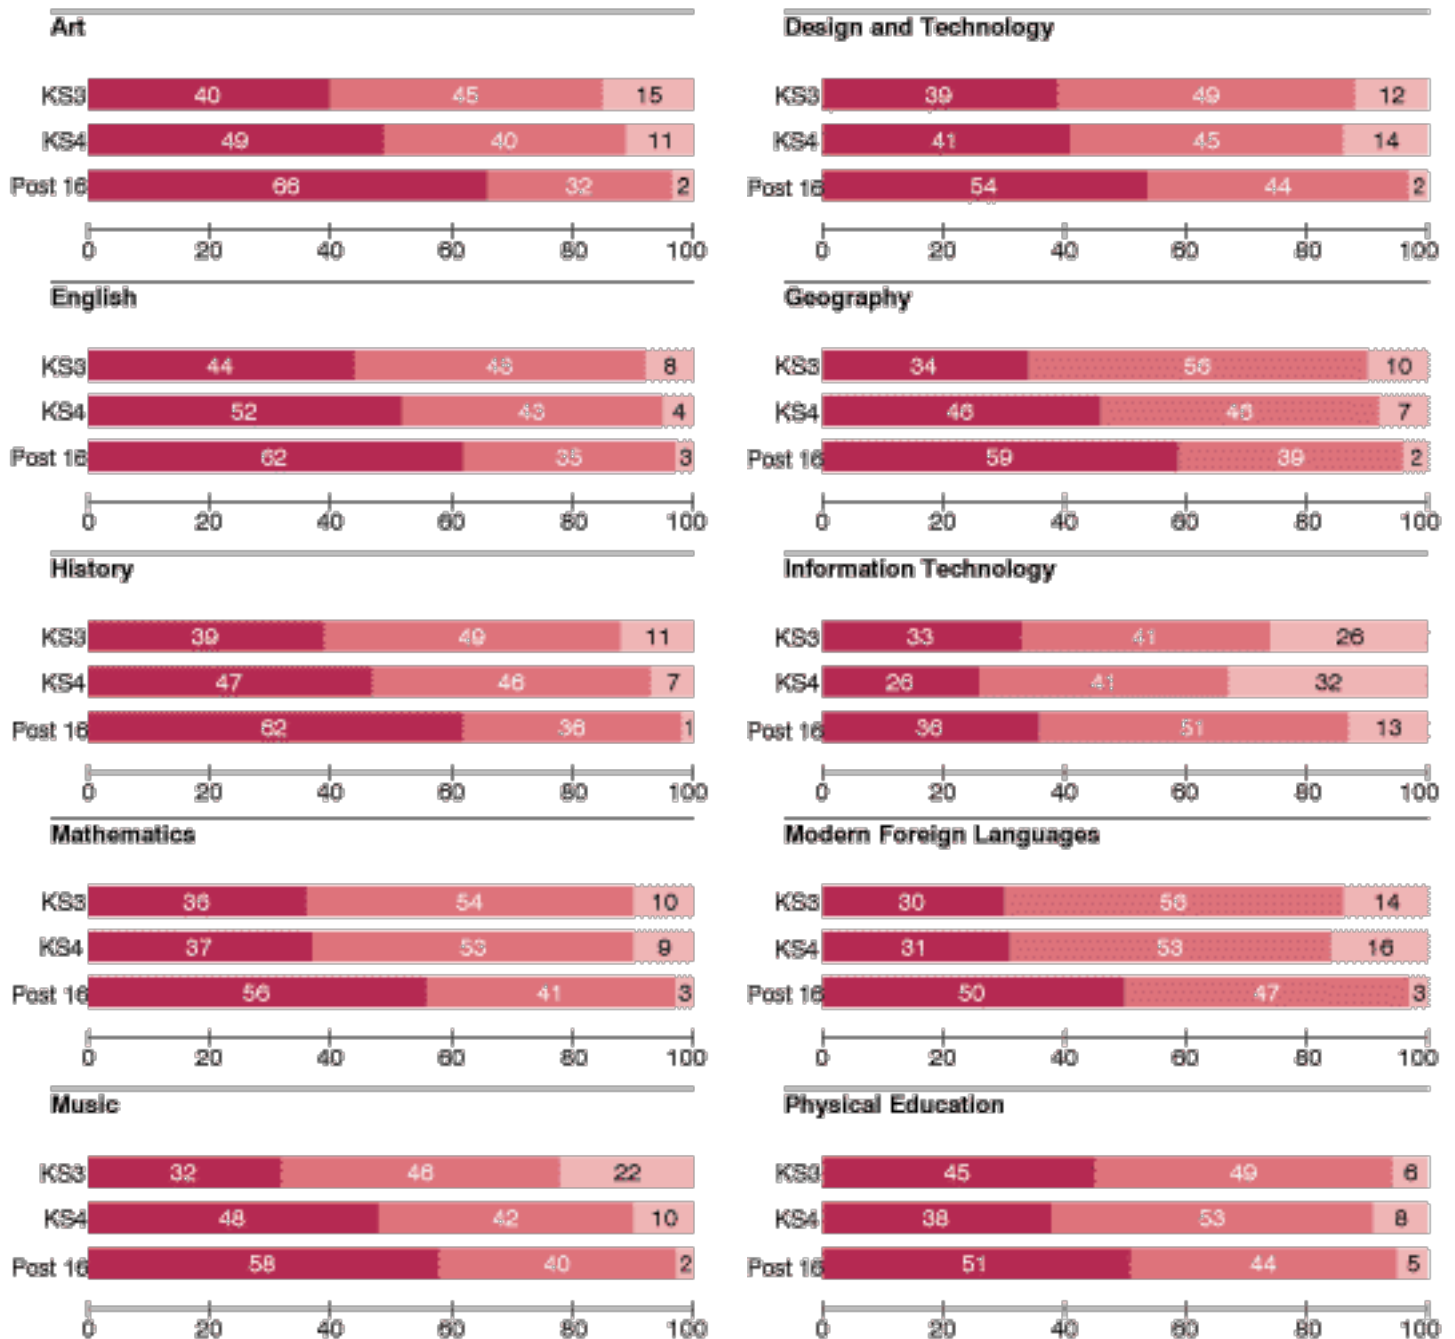 Art
KS3 40 45 15
KS4 49 40 11
Post 16 66 32 2
0 20 40 60 80 100
Design and Technology
KS3 39 49 12
KS4 41 45 14
Post 16 54 44 2
0 20 40 60 80 100
English
KS3 44 48 8
KS4 52 43 4
Post 16 62 35 3
0 20 40 60 80 100
Geography
KS3 34 56 10
KS4 46 46 7
Post 16 59 39 2
0 20 40 60 80 100
History
KS3 39 49 11
KS4 47 46 7
Post 16 62 36 1
0 20 40 60 80 100
Information Technology
KS3 33 41 26
KS4 26 41 32
Post 16 36 51 13
0 20 40 60 80 100
Mathematics
KS3 36 54 10
KS4 37 53 9
Post 16 56 41 3
0 20 40 60 80 100
Modern Foreign Languages
KS3 30 56 14
KS4 31 53 16
Post 16 50 47 3
0 20 40 60 80 100
Music
KS3 32 46 22
KS4 48 42 10
Post 16 58 40 2
0 20 40 60 80 100
Physical Education
KS3 45 49 6
KS4 38 53 8
Post 16 51 44 5
0 20 40 60 80 100